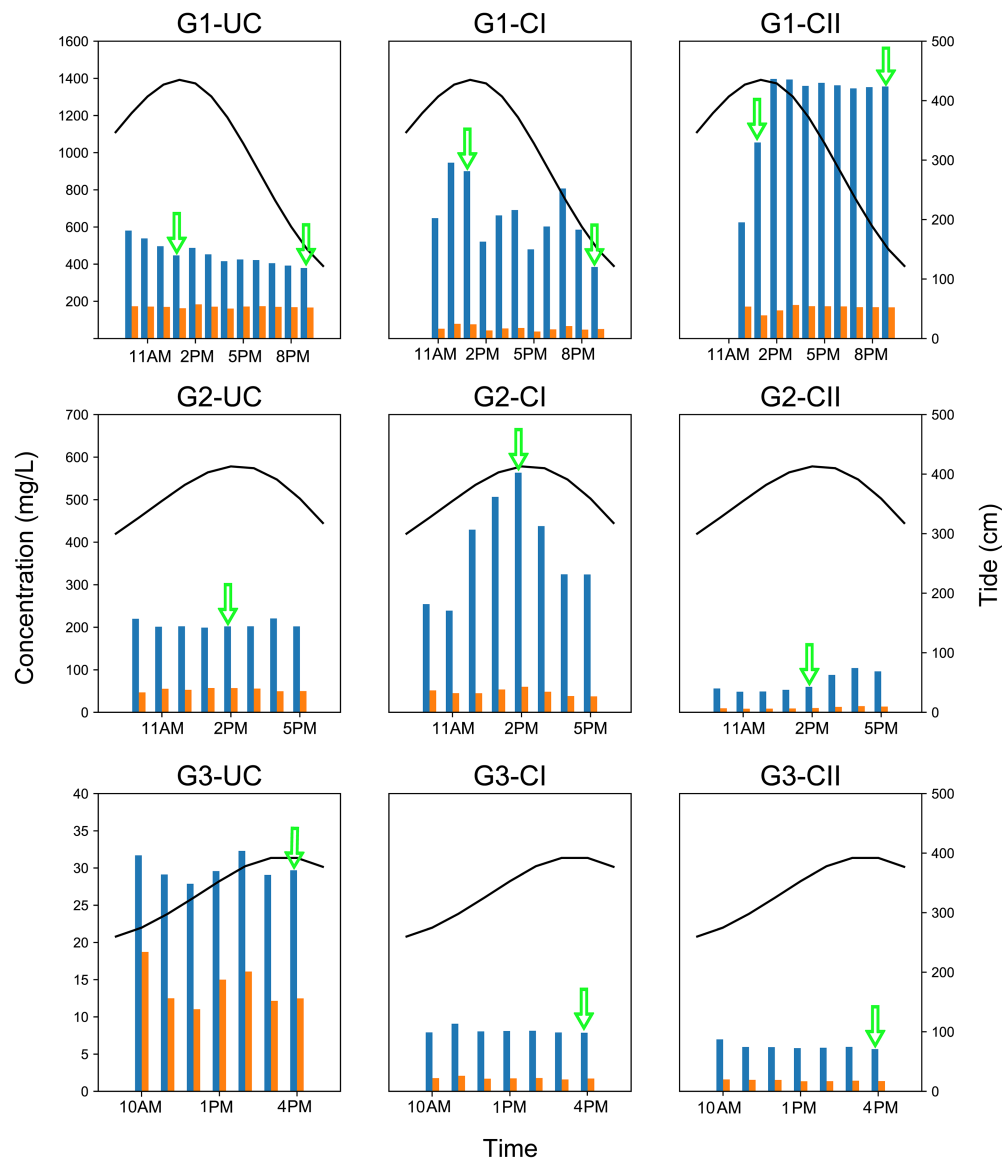 G1-UC G1-CI G1-CII
1600 500
1400
1200 400
1000 300
800
600 200
400 100
200
0
11AM 2PM 5PM 8PM 11AM 2PM 5PM 8PM 11AM 2PM 5PM 8PM
G2-UC G2-CI G2-CII
700 500
600 400
500
400 300
300 200
200
100 100
0 0
11AM 2PM 5PM 11AM 2PM 5PM 11AM 2PM 5PM
Concentration (mg/L)
Tide (cm)
G3-UC G3-CI G3-CII
40 500
35
30 400
25 300
20
15 200
10 100
5
0 0
10AM 1PM 4PM 10AM 1PM 4PM 10AM 1PM 4PM
Time